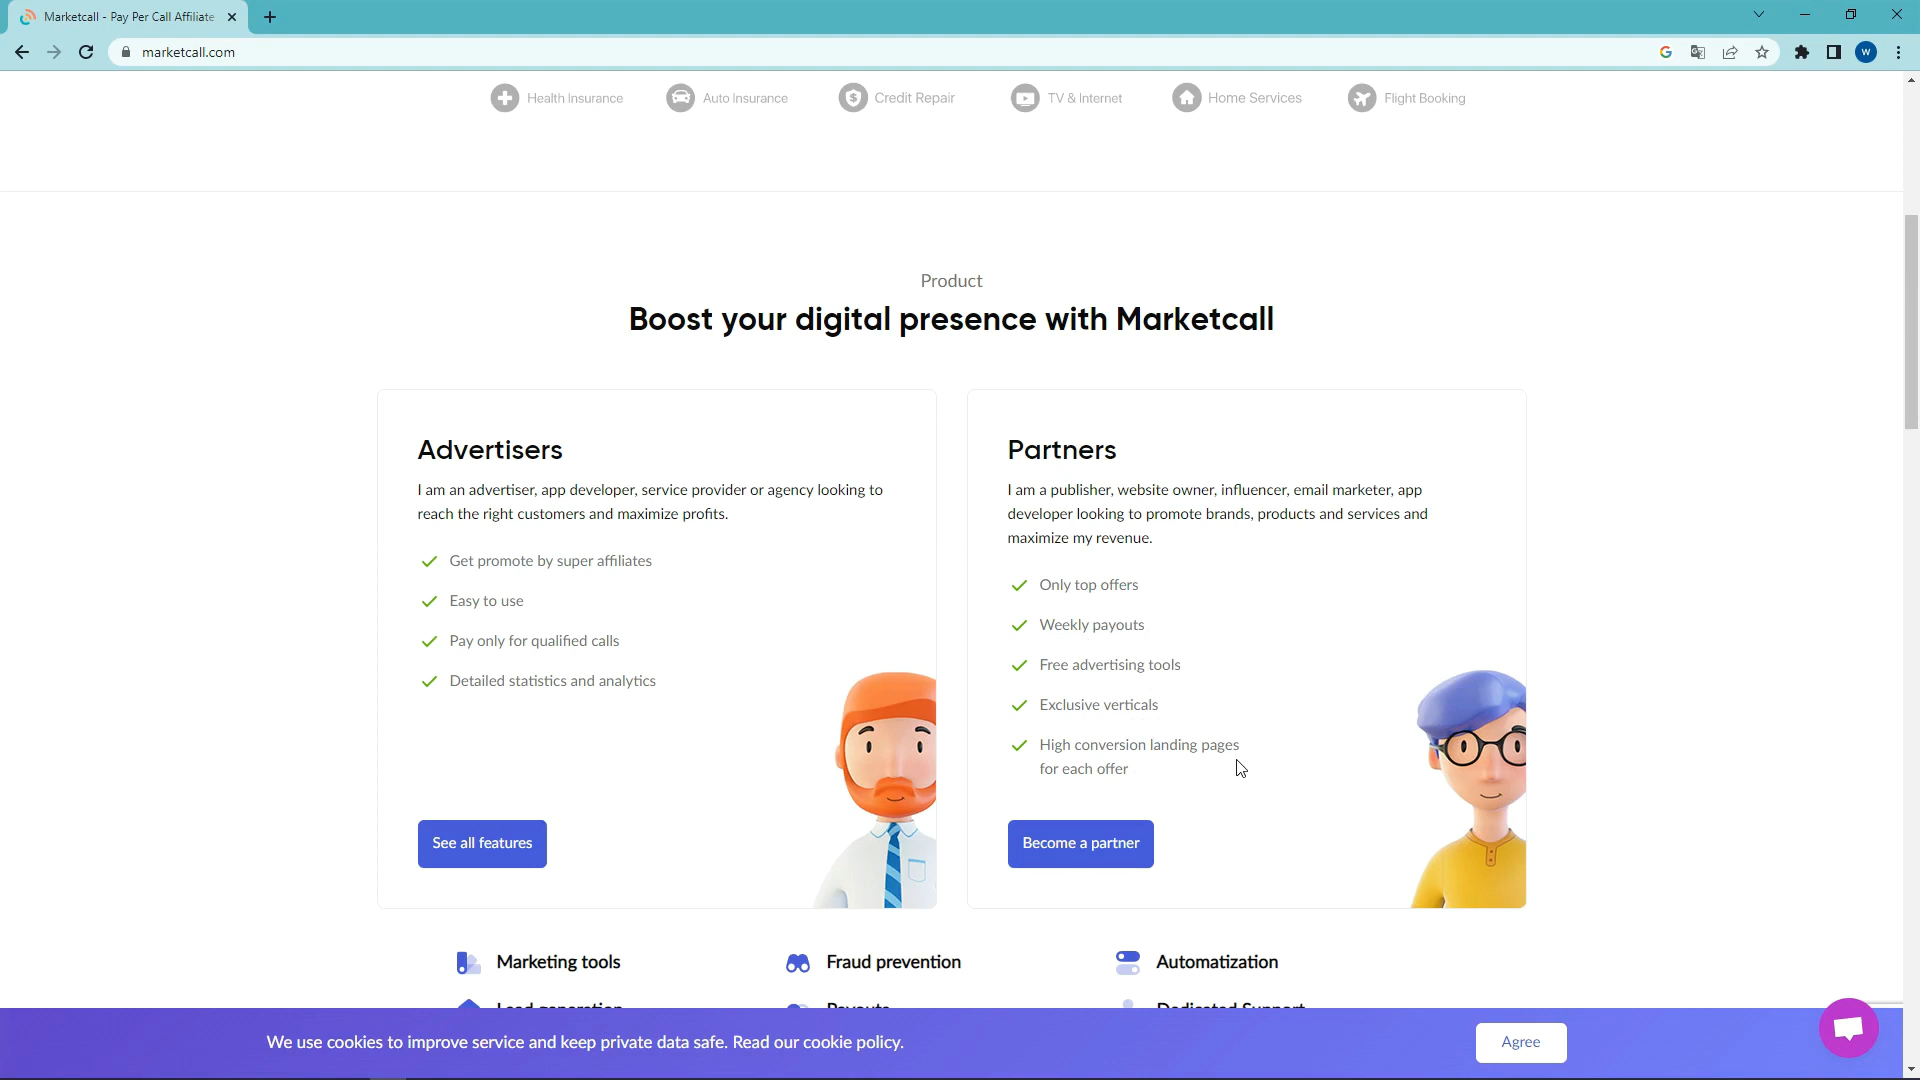 Marketcall - Pay Per Call Affiliate
marketcall.com
W
Health Insurance
Auto Insurance
Credit Repair
TV & Internet
Home Services
Flight Booking
Product
Boost your digital presence with Marketcall
Advertisers
I am an advertiser, app developer, service provider or agency looking to
reach the right customers and maximize profits.
Get promote by super affiliates
Easy to use
Pay only for qualified calls
Detailed statistics and analytics
See all features
Partners
I am a publisher, website owner, influencer, email marketer, app
developer looking to promote brands, products and services and
maximize my revenue.
Only top offers
Weekly payouts
Free advertising tools
Exclusive verticals
High conversion landing pages
for each offer
Become a partner
Marketing tools
Fraud prevention
Automatization
Lead generation
Payouts
Dedicated Support
We use cookies to improve service and keep private data safe. Read our cookie policy.
Agree